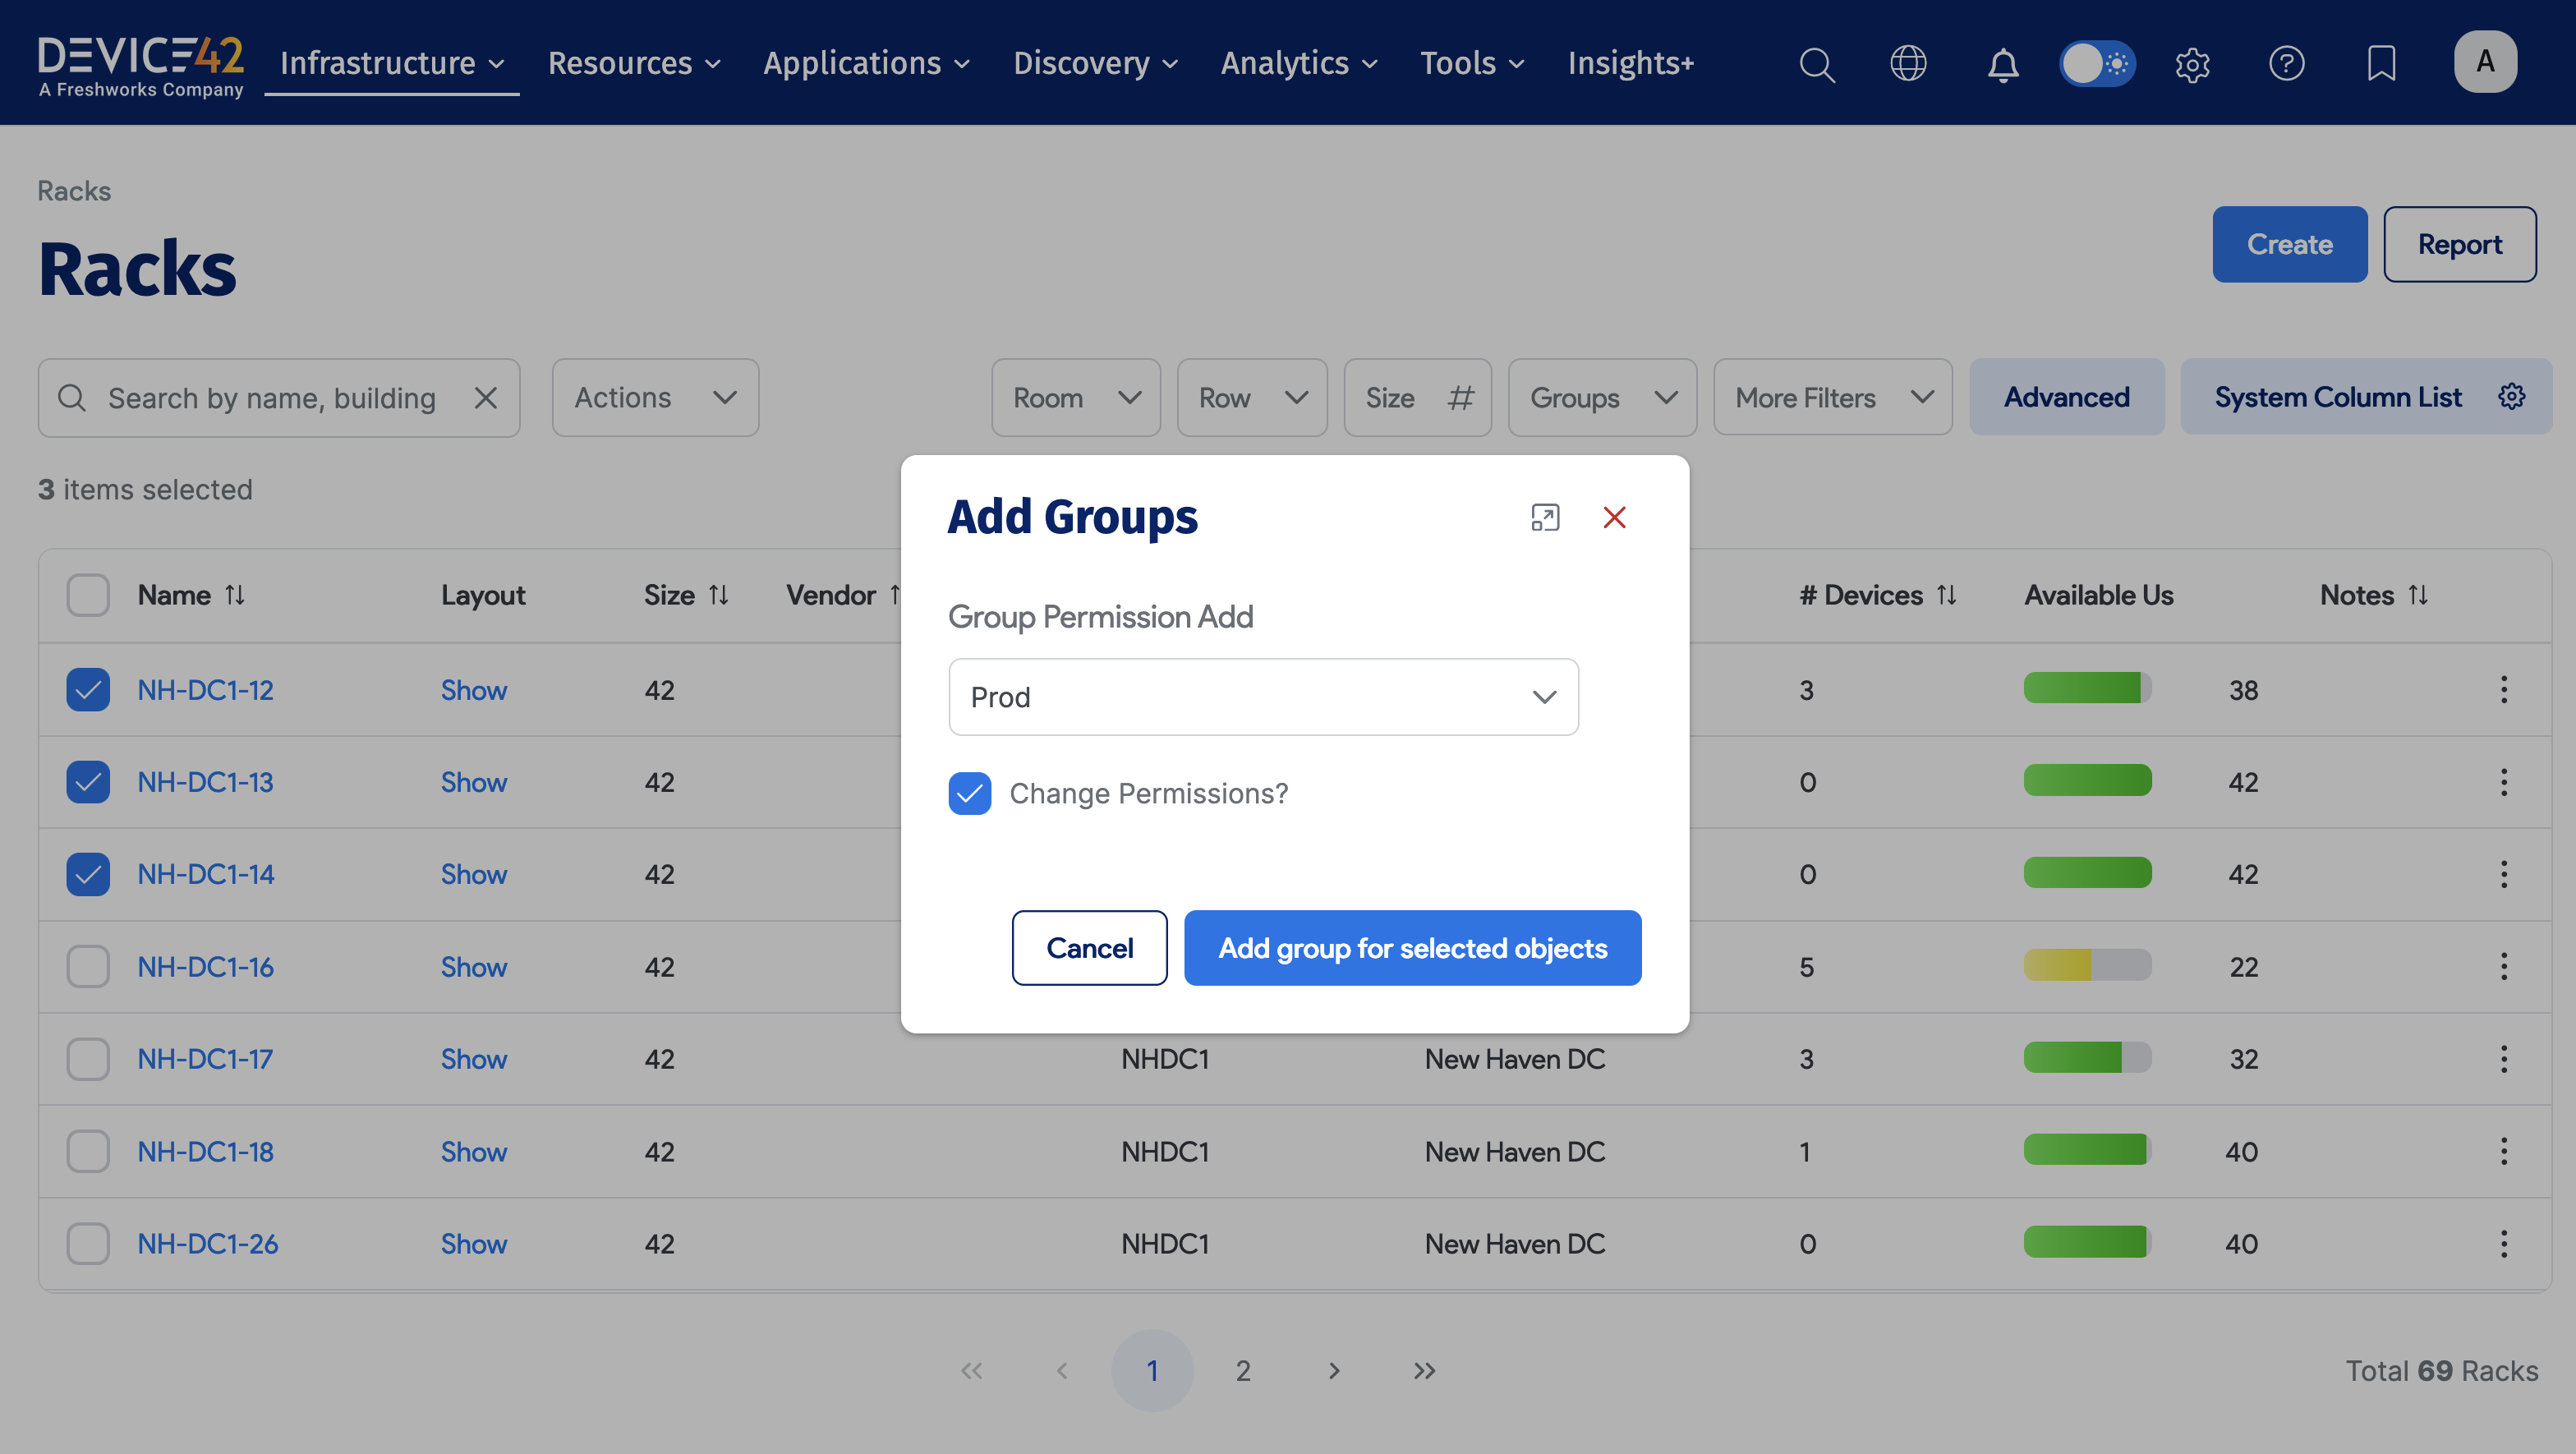 DEVICE42
A Freshworks Company
Infrastructure Resources Applications Discovery Analytics Tools Insights+
A
Racks
Racks
Create Report
Search by name, building Actions Room Row Size # Groups More Filters Advanced System Column List
3 items selected
Add Groups
Name Layout Size Vendor # Devices Available Us Notes
Group Permission Add
NH-DC1-12 Show 42 3 38
Prod
NH-DC1-13 Show 42 0 42
Change Permissions?
NH-DC1-14 Show 42 0 42
Cancel Add group for selected objects
NH-DC1-16 Show 42 5 22
NH-DC1-17 Show 42 NHDC1 New Haven DC 3 32
NH-DC1-18 Show 42 NHDC1 New Haven DC 1 40
NH-DC1-26 Show 42 NHDC1 New Haven DC 0 40
1 2
Total 69 Racks